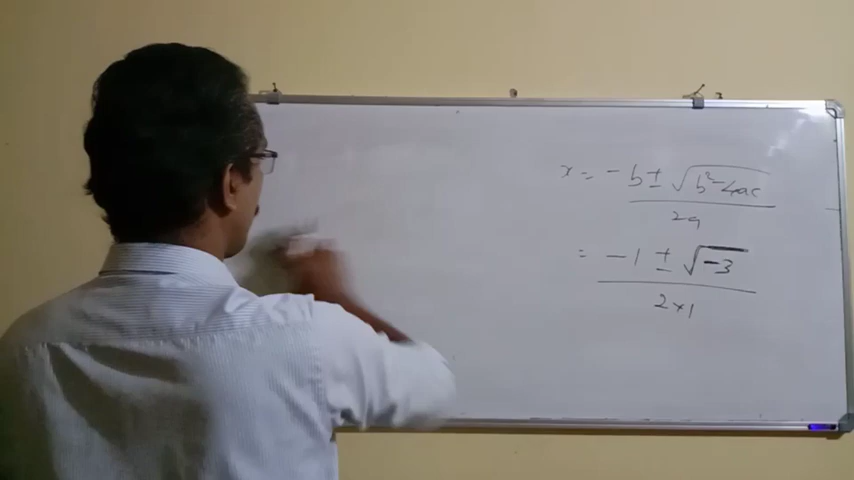 x = -b ± √b²-4ac
2a
= -1 ± √-3
2×1